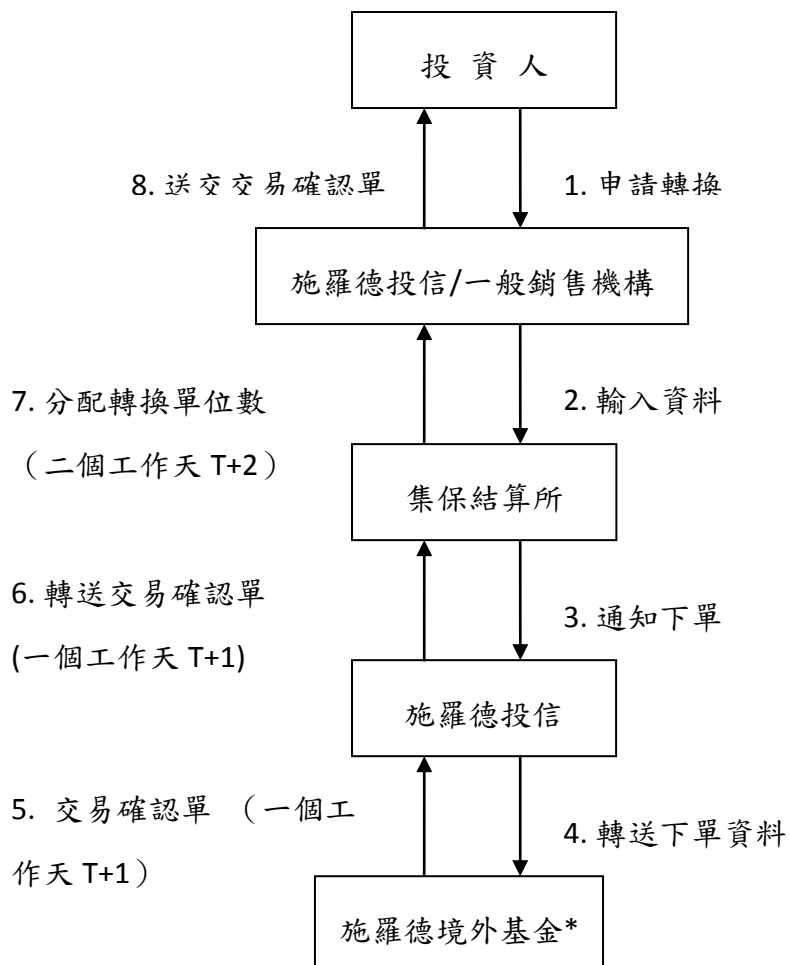 投 資 人
8. 送交交易確認單
1. 申請轉換
施羅德投信/一般銷售機構
7. 分配轉換單位數
（二個工作天 T+2）
2. 輸入資料
集保結算所
6. 轉送交易確認單
(一個工作天 T+1)
3. 通知下單
施羅德投信
5. 交易確認單 （一個工
作天 T+1）
4. 轉送下單資料
施羅德境外基金*